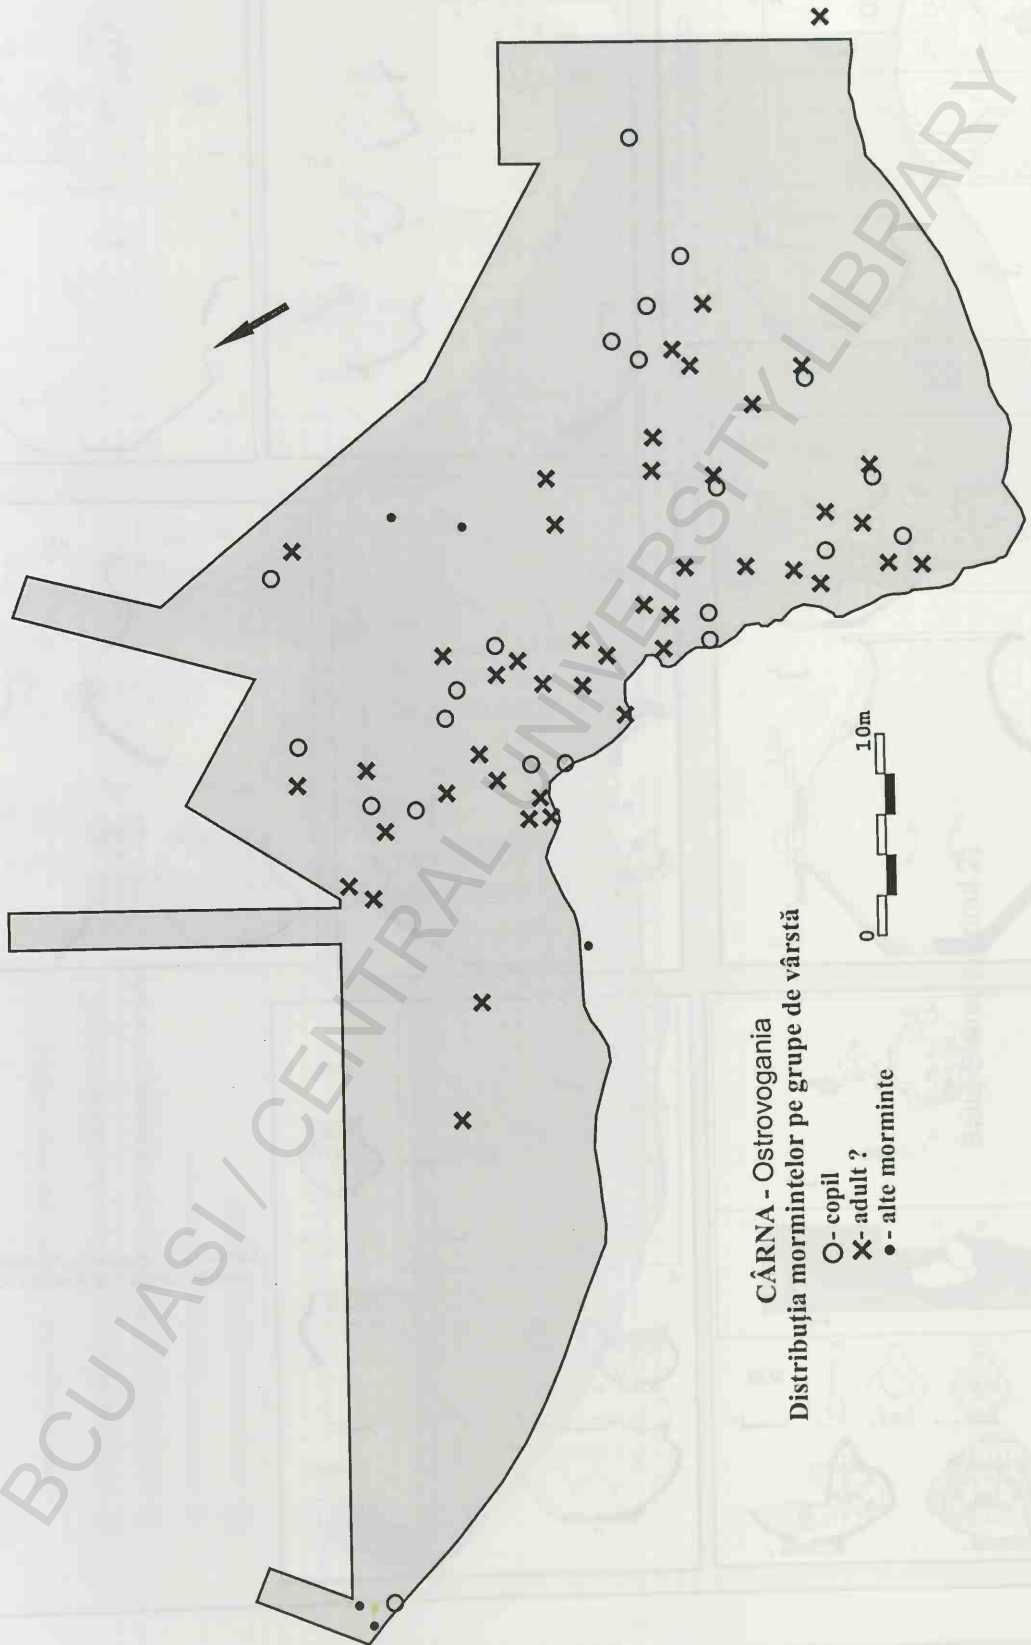 CÂRNA - Ostrovogania
Distribuția mormintelor pe grupe de vârstă
O - copil
× - adult ?
• - alte morminte
0 10m
BCU IASI / CENTRAL UNIVERSITY LIBRARY